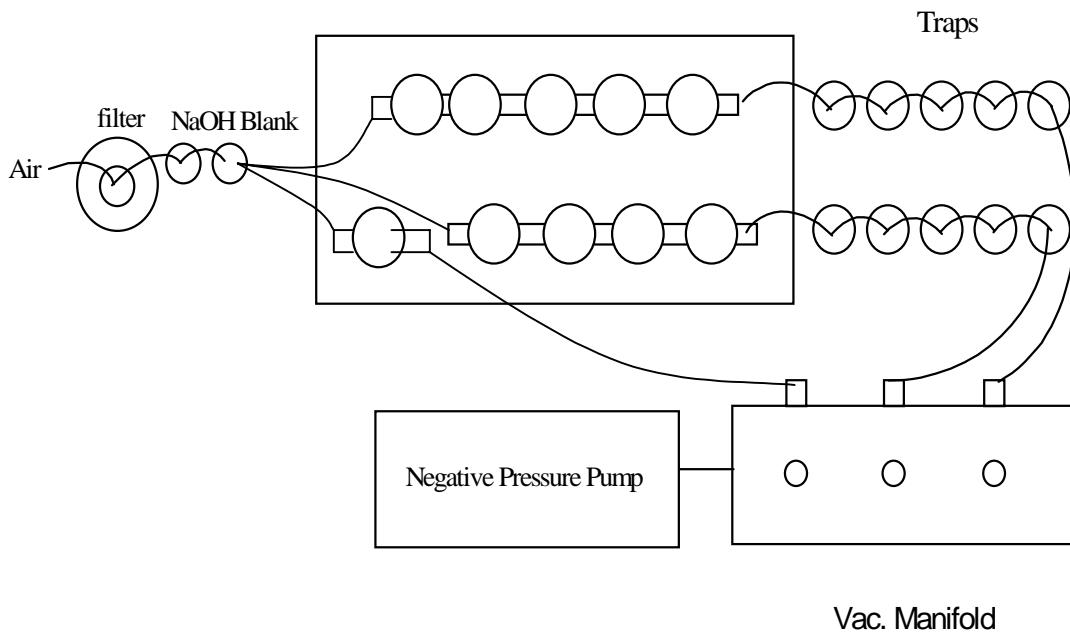 Traps
filter
NaOH Blank
Air
Negative Pressure Pump
Vac. Manifold